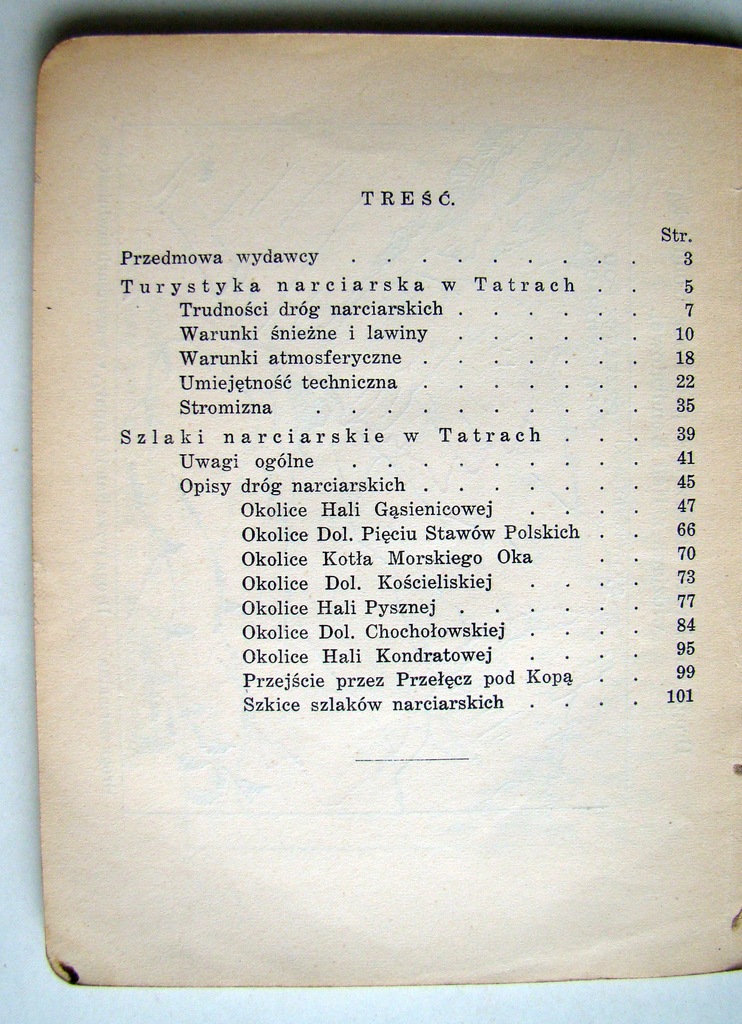 TREŚĆ.
Str.
Przedmowa wydawcy . . . . . . . . . 3
Turystyka narciarska w Tatrach . . 5
Trudności dróg narciarskich . . . . . . 7
Warunki śnieżne i lawiny . . . . . . 10
Warunki atmosferyczne . . . . . . . 18
Umiejętność techniczna . . . . . . . 22
Stromizna . . . . . . . . . . 35
Szlaki narciarskie w Tatrach . . . 39
Uwagi ogólne . . . . . . . . . 41
Opisy dróg narciarskich . . . . . . . 45
Okolice Hali Gąsienicowej . . . . 47
Okolice Dol. Pięciu Stawów Polskich . . 66
Okolice Kotła Morskiego Oka . . 70
Okolice Dol. Kościeliskiej . . . . 73
Okolice Hali Pysznej . . . . . . 77
Okolice Dol. Chochołowskiej . . . . 84
Okolice Hali Kondratowej . . . . 95
Przejście przez Przełęcz pod Kopą . . 99
Szkice szlaków narciarskich . . . . 101